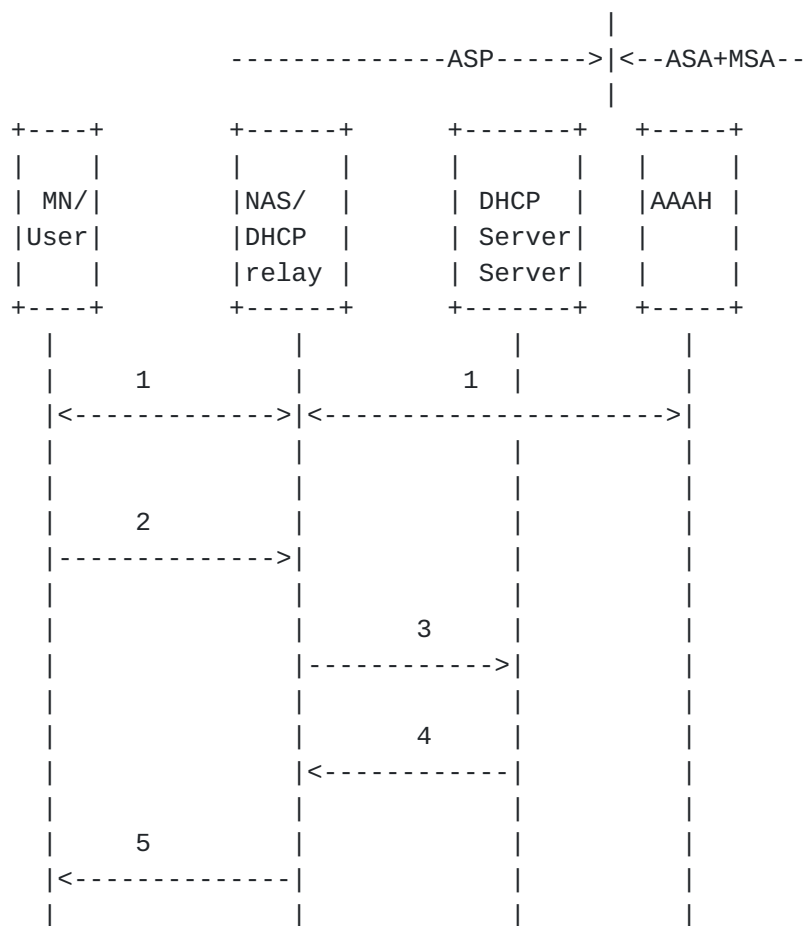 |
              --------------ASP------>|<--ASA+MSA--
                                       |
+----+        +------+      +-------+   +-----+
|    |        |      |      |       |   |     |
| MN/|        |NAS/  |      | DHCP  |   |AAAH |
|User|        |DHCP  |      | Server|   |     |
|    |        |relay |      | Server|   |     |
+----+        +------+      +-------+   +-----+
  |               |             |          |
  |     1         |          1  |          |
  |<------------->|<---------------------->|
  |               |             |          |
  |               |             |          |
  |     2         |             |          |
  |-------------->|             |          |
  |               |             |          |
  |               |       3     |          |
  |               |------------>|          |
  |               |             |          |
  |               |       4     |          |
  |               |<------------|          |
  |               |             |          |
  |     5         |             |          |
  |<--------------|             |          |
  |               |             |          |